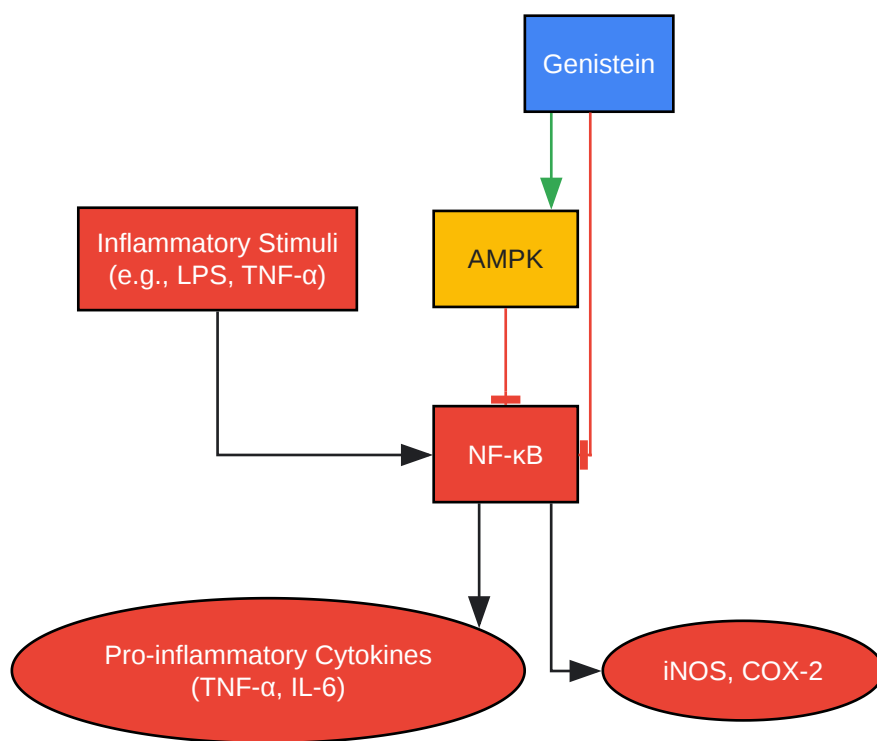 Genistein
Inflammatory Stimuli
(e.g., LPS, TNF-α)
AMPK
NF-κB
Pro-inflammatory Cytokines
(TNF-α, IL-6)
iNOS, COX-2